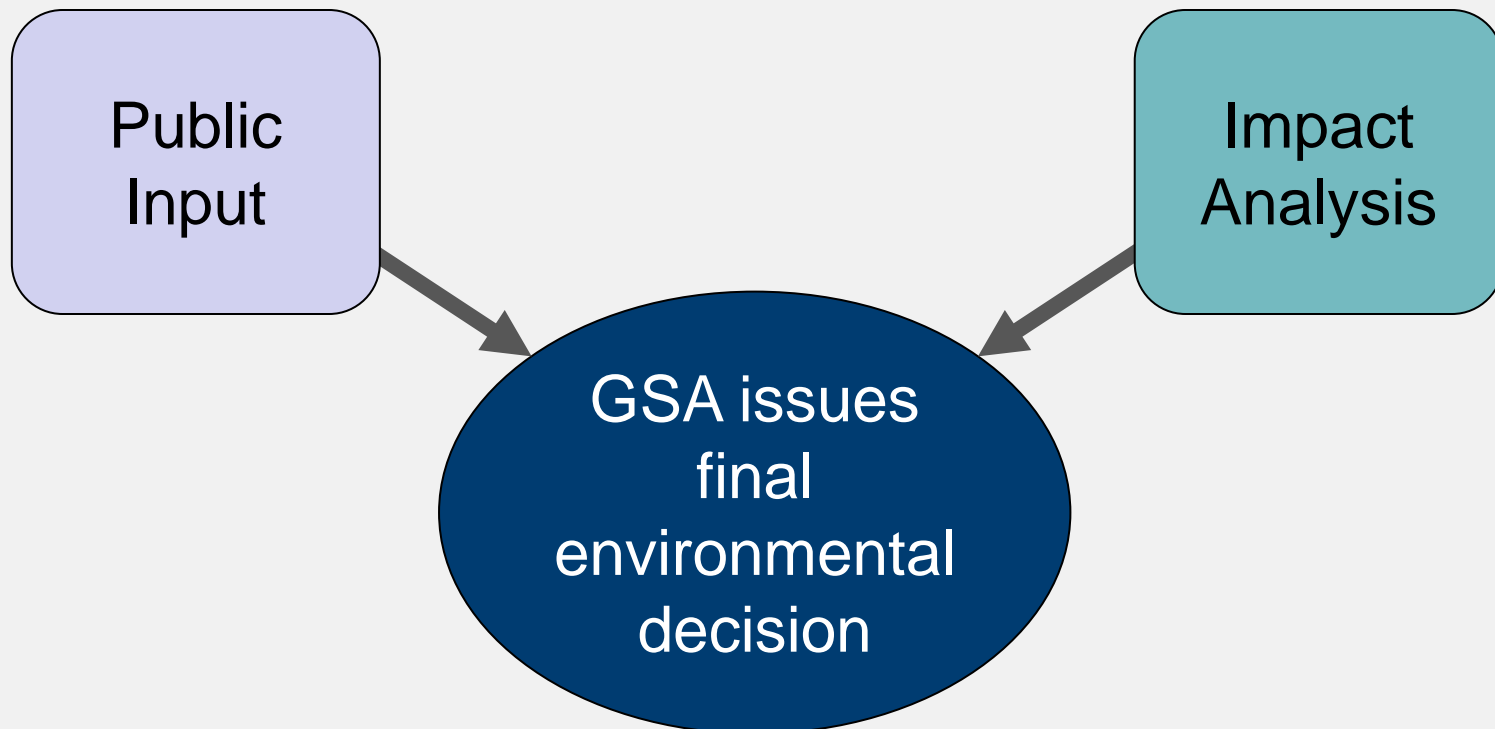 Public
Input
Impact
Analysis
GSA issues
final
environmental
decision